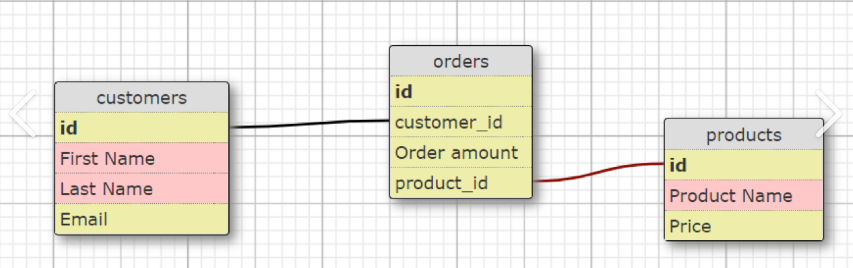 customers
id
First Name
Last Name
Email
orders
id
customer_id
Order amount
product_id
products
id
Product Name
Price